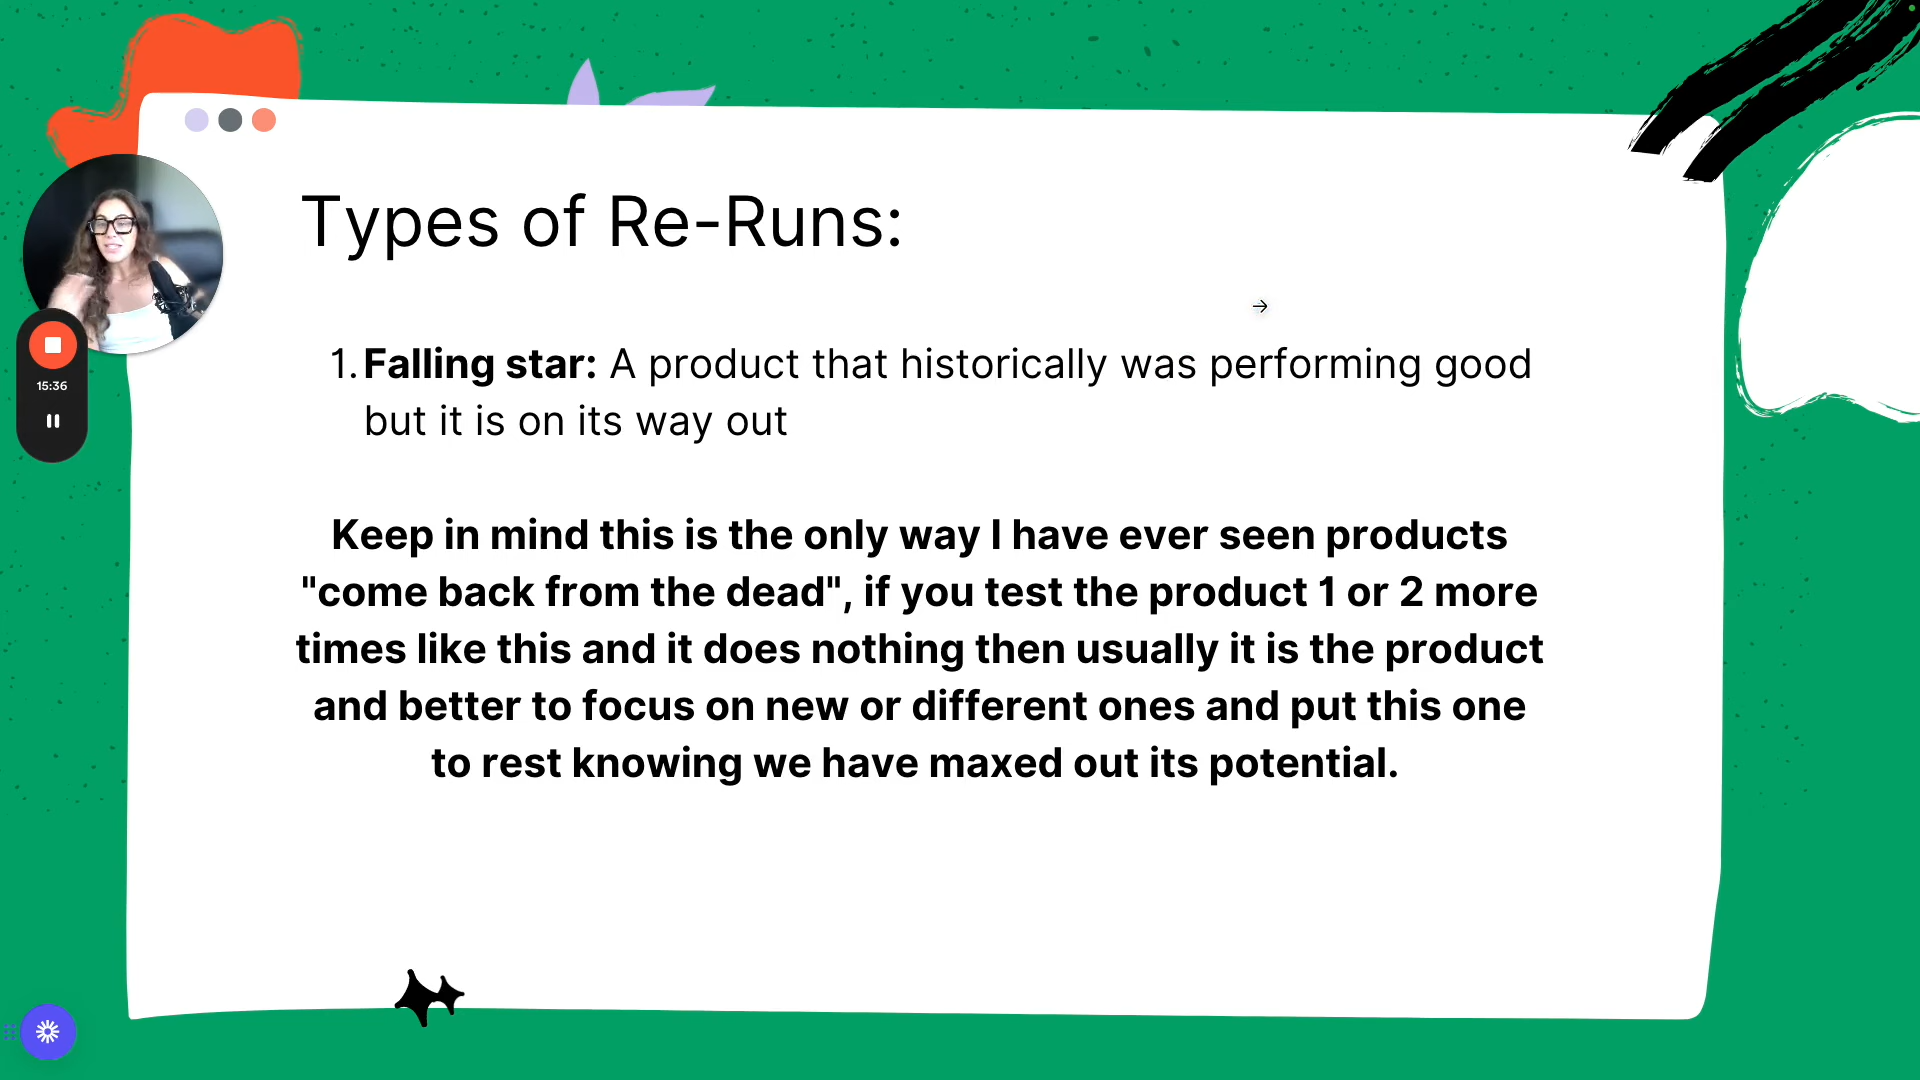 Types of Re-Runs:
15:36
1. Falling star: A product that historically was performing good
but it is on its way out
Keep in mind this is the only way I have ever seen products
"come back from the dead", if you test the product 1 or 2 more
times like this and it does nothing then usually it is the product
and better to focus on new or different ones and put this one
to rest knowing we have maxed out its potential.